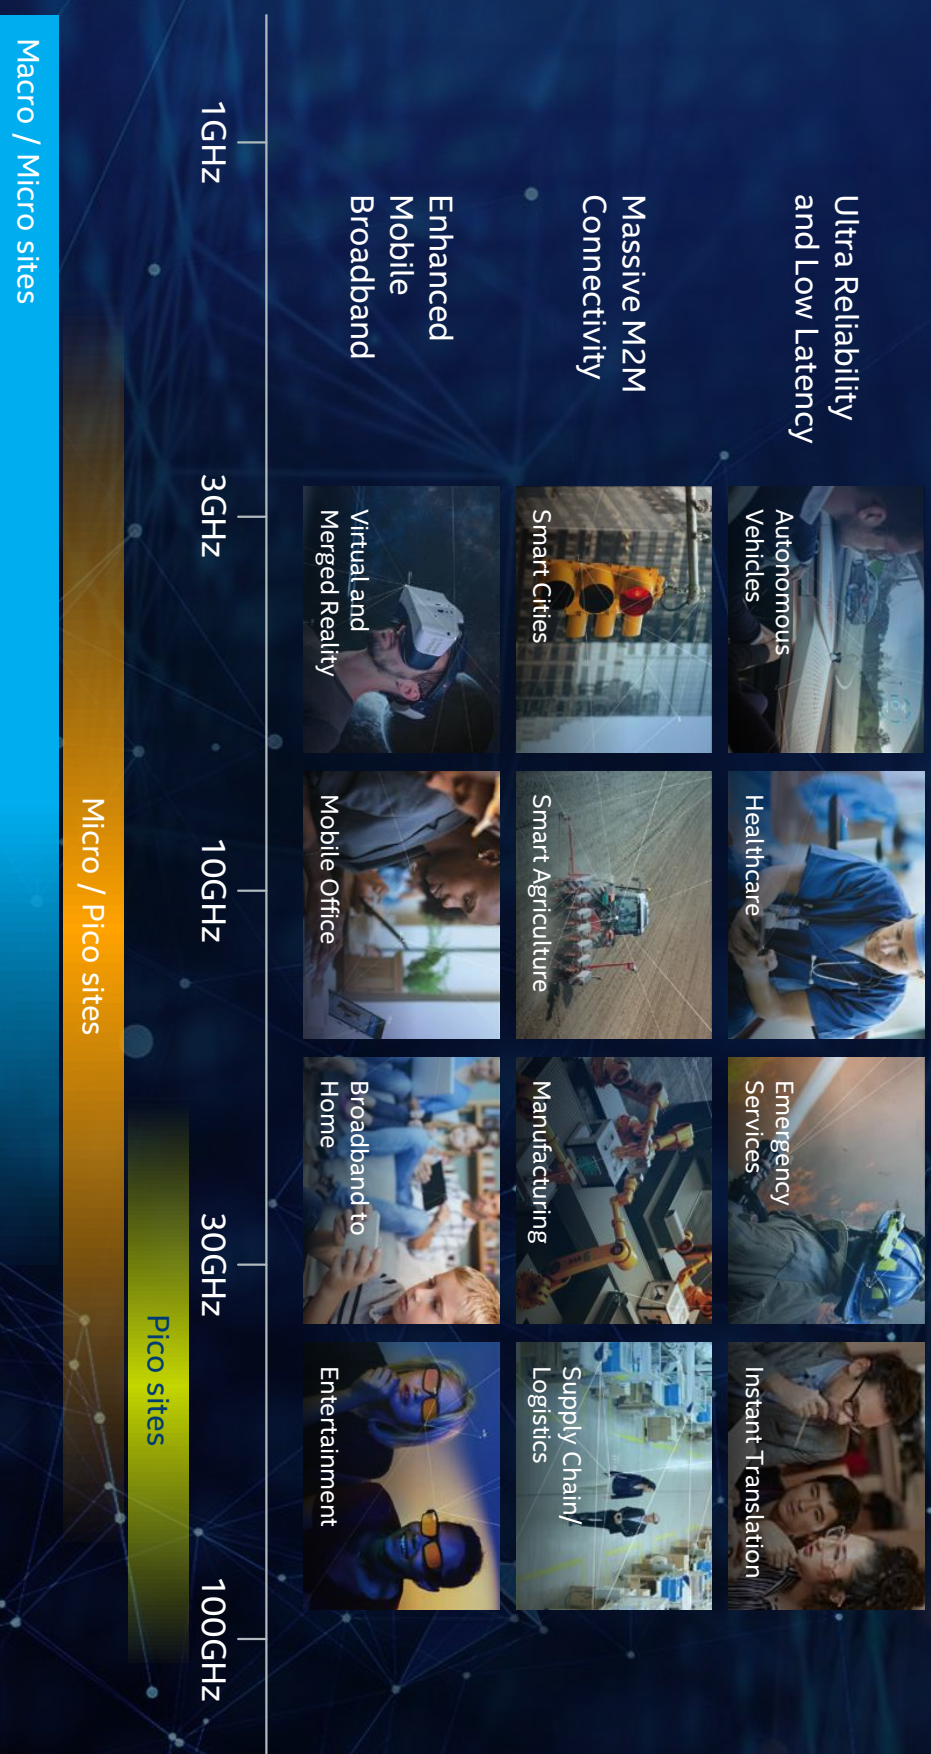 Ultra Reliability
and Low Latency
Autonomous
Vehicles
Healthcare
Emergency
Services
Instant Translation
Massive M2M
Connectivity
Smart Cities
Smart Agriculture
Manufacturing
Supply Chain/
Logistics
Enhanced
Mobile
Broadband
Virtual and
Merged Reality
Mobile Office
Broadband to
Home
Entertainment
1GHz
3GHz
10GHz
30GHz
100GHz
Pico sites
Micro / Pico sites
Macro / Micro sites